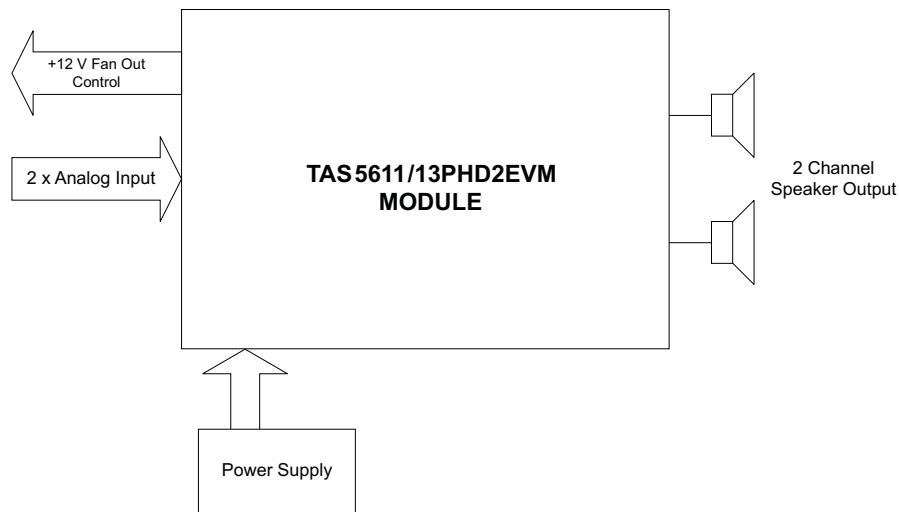 +12 V Fan Out
Control
2 x Analog Input
TAS5611/13PHD2EVM
MODULE
2 Channel
Speaker Output
Power Supply